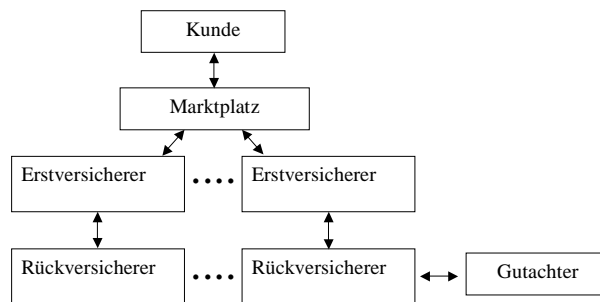 Kunde
Marktplatz
Erstversicherer
....
Erstversicherer
Rückversicherer
....
Rückversicherer
Gutachter